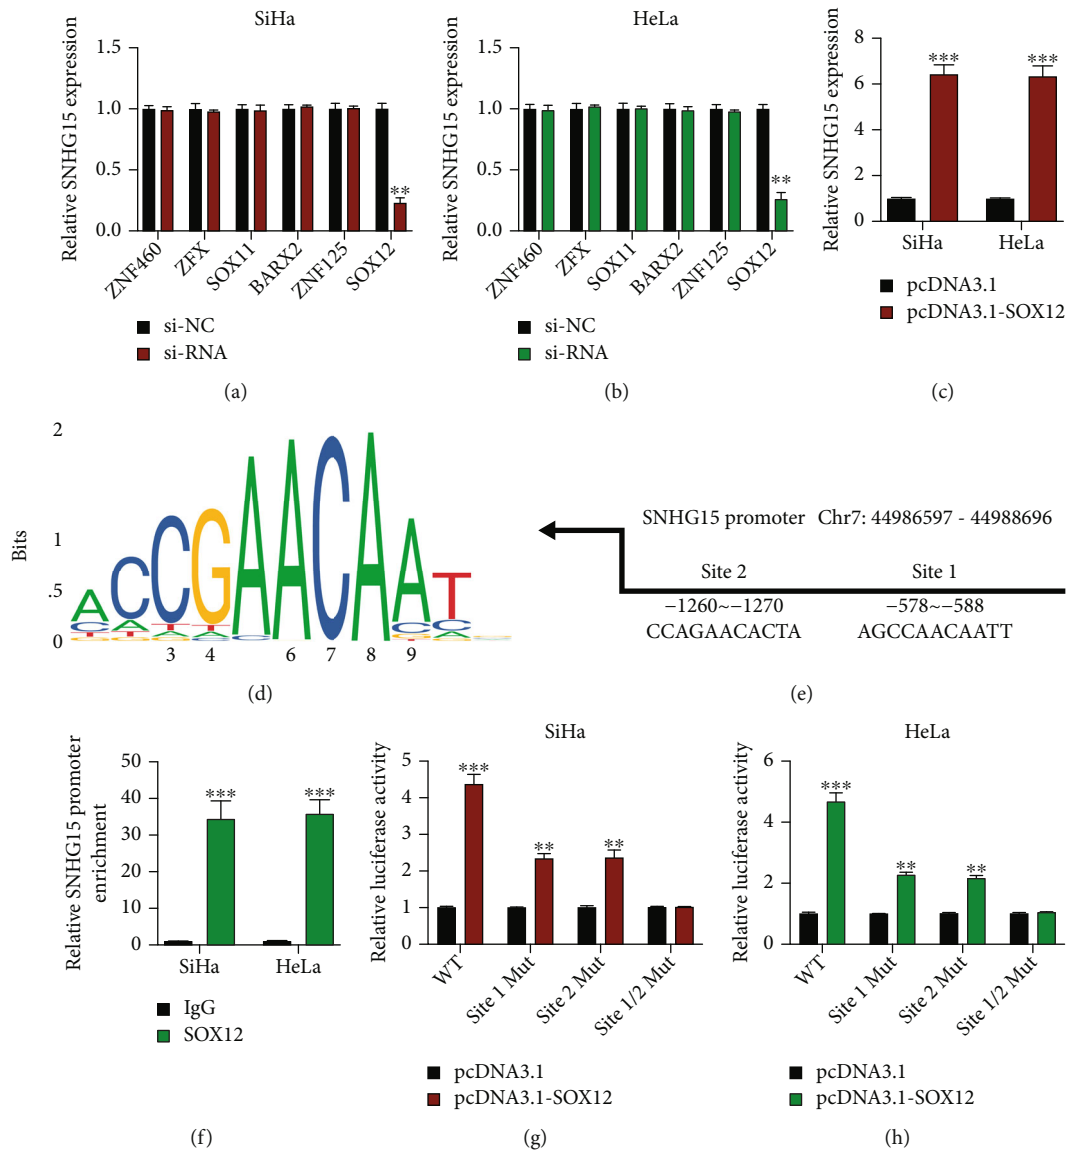 SiHa
Relative SNHG15 expression
1.5
1.0
0.5
0.0
**
ZNF460
ZFX
SOX11
BARX2
ZNF125
SOX12
si-NC
si-RNA
(a)
HeLa
Relative SNHG15 expression
1.5
1.0
0.5
0.0
**
ZNF460
ZFX
SOX11
BARX2
ZNF125
SOX12
si-NC
si-RNA
(b)
Relative SNHG15 expression
8
6
4
2
0
***
***
SiHa
HeLa
pcDNA3.1
pcDNA3.1-SOX12
(c)
Bits
2
1
.5
0
ACCGAACAAT
3 4 6 7 8 9
(d)
SNHG15 promoter Chr7: 44986597 - 44988696
Site 2 Site 1
−1260~−1270 −578~−588
CCAGAACACTA AGCCAACAATT
(e)
Relative SNHG15 promoter
enrichment
50
40
30
20
10
0
***
***
SiHa
HeLa
IgG
SOX12
(f)
SiHa
Relative luciferase activity
5
4
3
2
1
0
***
**
**
WT
Site 1 Mut
Site 2 Mut
Site 1/2 Mut
pcDNA3.1
pcDNA3.1-SOX12
(g)
HeLa
Relative luciferase activity
6
4
2
0
***
**
**
WT
Site 1 Mut
Site 2 Mut
Site 1/2 Mut
pcDNA3.1
pcDNA3.1-SOX12
(h)